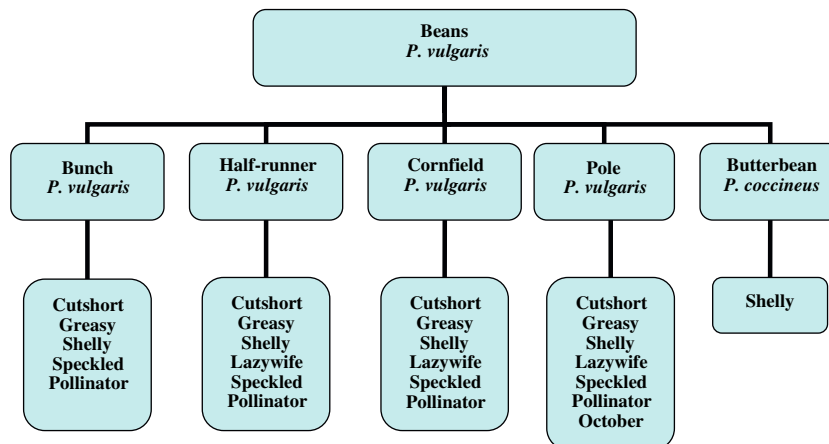 Beans
P. vulgaris
Bunch
P. vulgaris
Half-runner
P. vulgaris
Cornfield
P. vulgaris
Pole
P. vulgaris
Butterbean
P. coccineus
Cutshort
Greasy
Shelly
Speckled
Pollinator
Cutshort
Greasy
Shelly
Lazywife
Speckled
Pollinator
Cutshort
Greasy
Shelly
Lazywife
Speckled
Pollinator
Cutshort
Greasy
Shelly
Lazywife
Speckled
Pollinator
October
Shelly